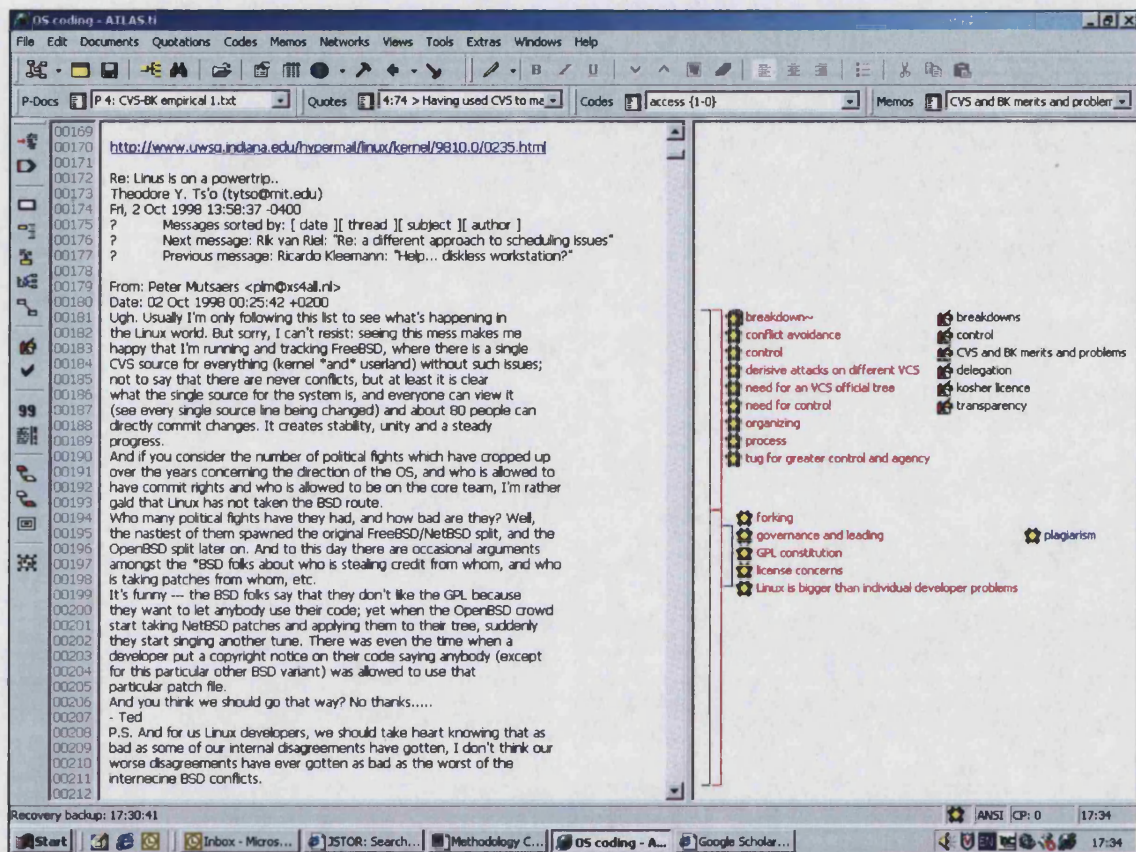 OS coding - ATLAS.ti
File Edit Documents Quotations Codes Memos Networks Views Tools Extras Windows Help
B I U
P-Docs P 4: CVS-BK empirical 1.txt Quotes 4:74 > Having used CVS to ma Codes access {1-0} Memos CVS and BK merits and problem
00169
00170 http://www.uwsg.indiana.edu/hypermail/linux/kernel/9810.0/0235.html
00171
00172 Re: Linus is on a powertrip..
00173 Theodore Y. Ts'o (tytso@mit.edu)
00174 Fri, 2 Oct 1998 13:58:37 -0400
00175 ? Messages sorted by: [ date ][ thread ][ subject ][ author ]
00176 ? Next message: Rik van Riel: "Re: a different approach to scheduling issues"
00177 ? Previous message: Ricardo Kleemann: "Help... diskless workstation?"
00178
00179 From: Peter Mutsaers <plm@xs4all.nl>
00180 Date: 02 Oct 1998 00:25:42 +0200
00181 Ugh. Usually I'm only following this list to see what's happening in
00182 the Linux world. But sorry, I can't resist: seeing this mess makes me
00183 happy that I'm running and tracking FreeBSD, where there is a single
00184 CVS source for everything (kernel *and* userland) without such issues;
00185 not to say that there are never conflicts, but at least it is clear
00186 what the single source for the system is, and everyone can view it
00187 (see every single source line being changed) and about 80 people can
00188 directly commit changes. It creates stability, unity and a steady
00189 progress.
00190 And if you consider the number of political fights which have cropped up
00191 over the years concerning the direction of the OS, and who is allowed to
00192 have commit rights and who is allowed to be on the core team, I'm rather
00193 gald that Linux has not taken the BSD route.
00194 Who many political fights have they had, and how bad are they? Well,
00195 the nastiest of them spawned the original FreeBSD/NetBSD split, and the
00196 OpenBSD split later on. And to this day there are occasional arguments
00197 amongst the *BSD folks about who is stealing credit from whom, and who
00198 is taking patches from whom, etc.
00199 It's funny --- the BSD folks say that they don't like the GPL because
00200 they want to let anybody use their code; yet when the OpenBSD crowd
00201 start taking NetBSD patches and applying them to their tree, suddenly
00202 they start singing another tune. There was even the time when a
00203 developer put a copyright notice on their code saying anybody (except
00204 for this particular other BSD variant) was allowed to use that
00205 particular patch file.
00206 And you think we should go that way? No thanks.....
00207 - Ted
00208 P.S. And for us Linux developers, we should take heart knowing that as
00209 bad as some of our internal disagreements have gotten, I don't think our
00210 worse disagreements have ever gotten as bad as the worst of the
00211 internecine BSD conflicts.
00212
breakdown~ breakdowns
conflict avoidance control
control CVS and BK merits and problems
derisive attacks on different VCS delegation
need for an VCS official tree kosher licence
need for control transparency
organizing
process
tug for greater control and agency
forking
governance and leading plagiarism
GPL constitution
license concerns
Linux is bigger than individual developer problems
Recovery backup: 17:30:41 ANSI CP: 0 17:34
Start Inbox - Micros... JSTOR: Search... Methodology C... OS coding - A... Google Scholar... 17:34